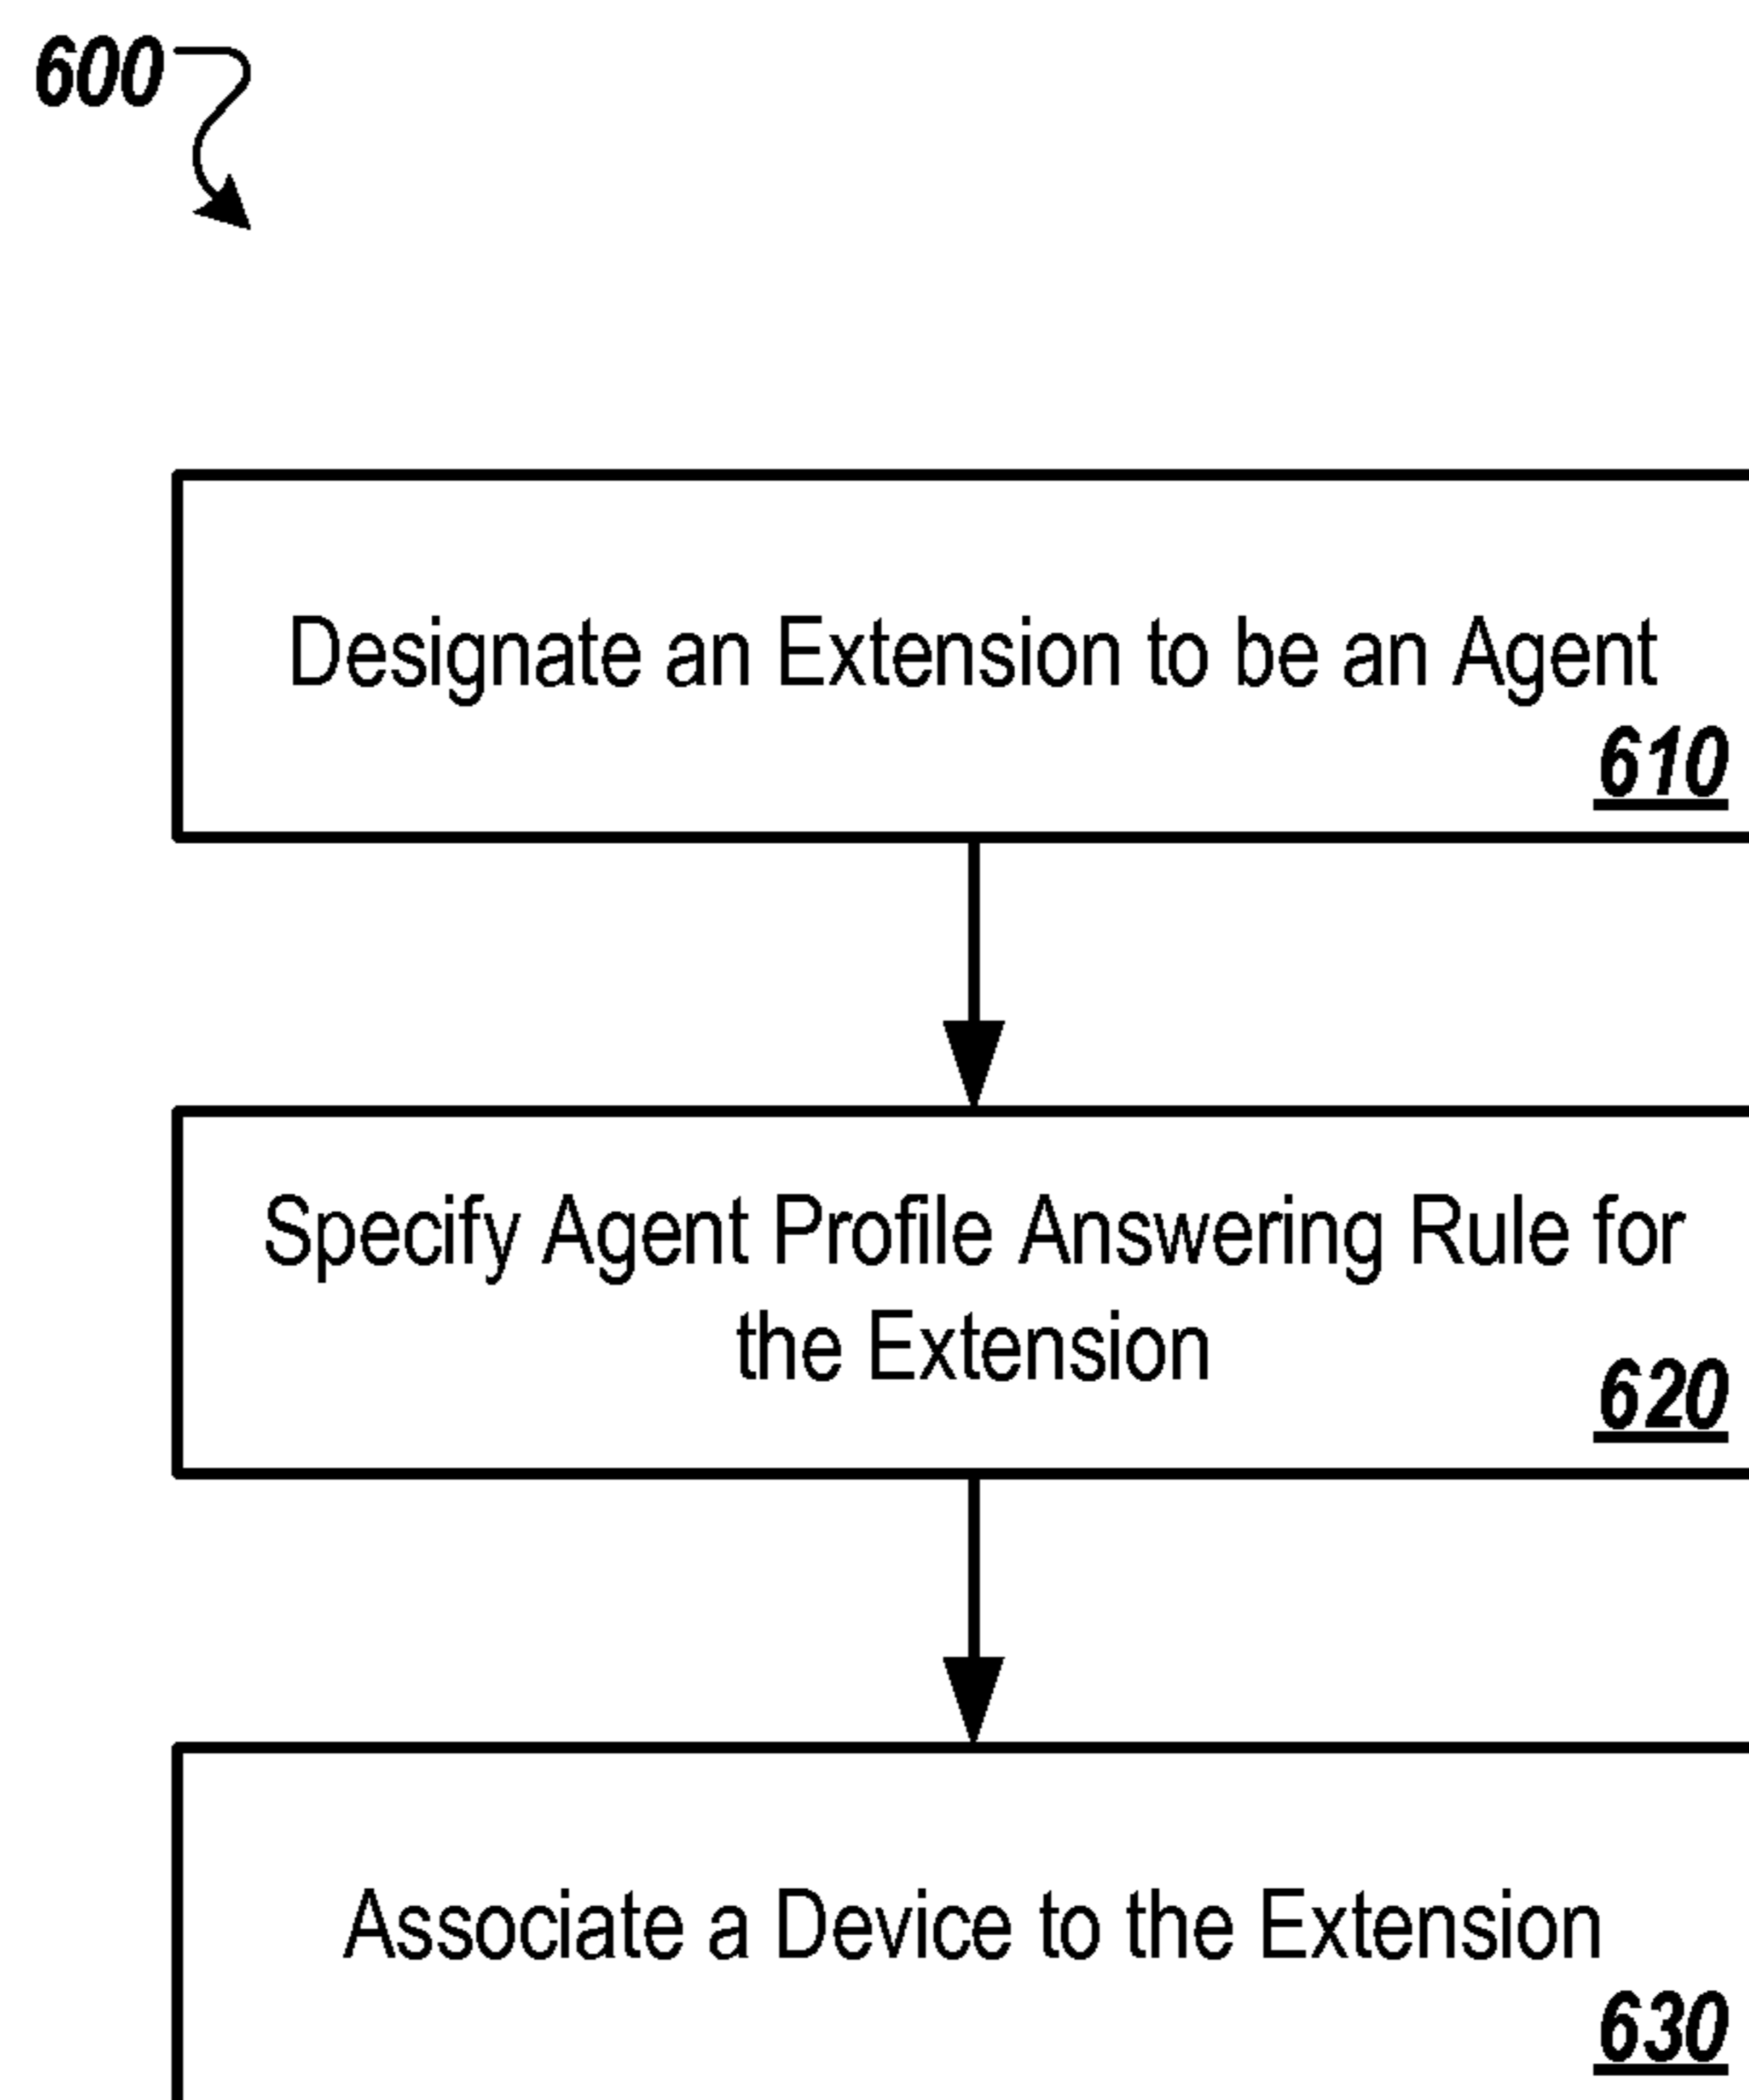 600
Designate an Extension to be an Agent
610
Specify Agent Profile Answering Rule for
the Extension
620
Associate a Device to the Extension
630